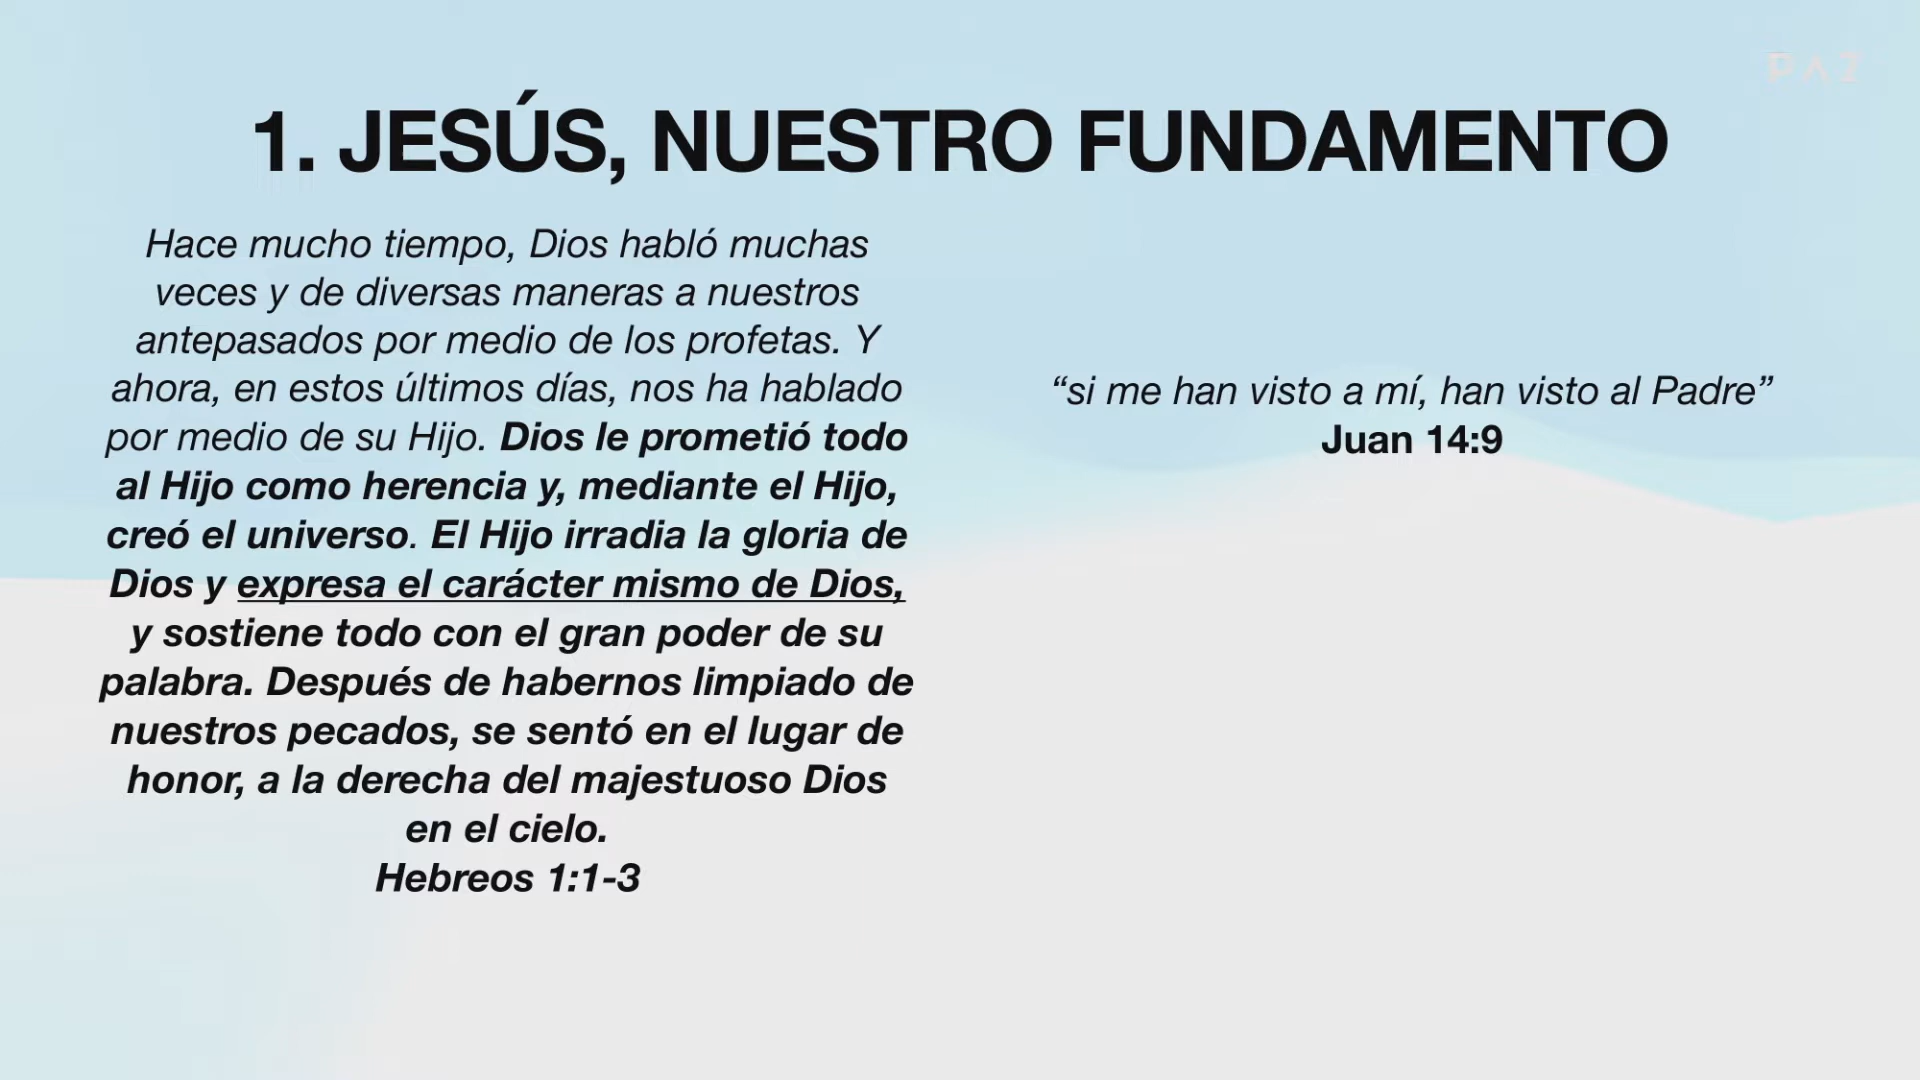 PAZ
1. JESÚS, NUESTRO FUNDAMENTO
Hace mucho tiempo, Dios habló muchas
veces y de diversas maneras a nuestros
antepasados por medio de los profetas. Y
ahora, en estos últimos días, nos ha hablado
por medio de su Hijo. Dios le prometió todo
al Hijo como herencia y, mediante el Hijo,
creó el universo. El Hijo irradia la gloria de
Dios y expresa el carácter mismo de Dios,
y sostiene todo con el gran poder de su
palabra. Después de habernos limpiado de
nuestros pecados, se sentó en el lugar de
honor, a la derecha del majestuoso Dios
en el cielo.
Hebreos 1:1-3
“si me han visto a mí, han visto al Padre”
Juan 14:9